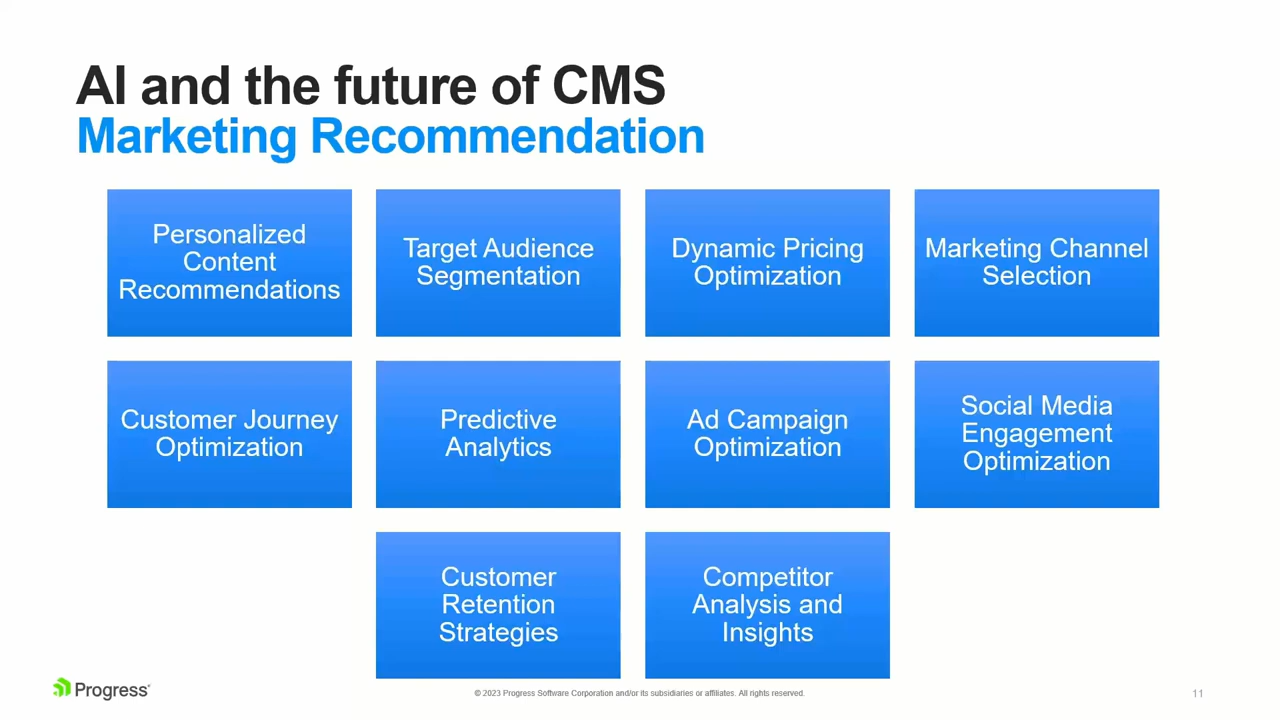 AI and the future of CMS
Marketing Recommendation
Personalized
Content
Recommendations
Target Audience
Segmentation
Dynamic Pricing
Optimization
Marketing Channel
Selection
Customer Journey
Optimization
Predictive
Analytics
Ad Campaign
Optimization
Social Media
Engagement
Optimization
Customer
Retention
Strategies
Competitor
Analysis and
Insights
Progress
© 2023 Progress Software Corporation and/or its subsidiaries or affiliates. All rights reserved.
11